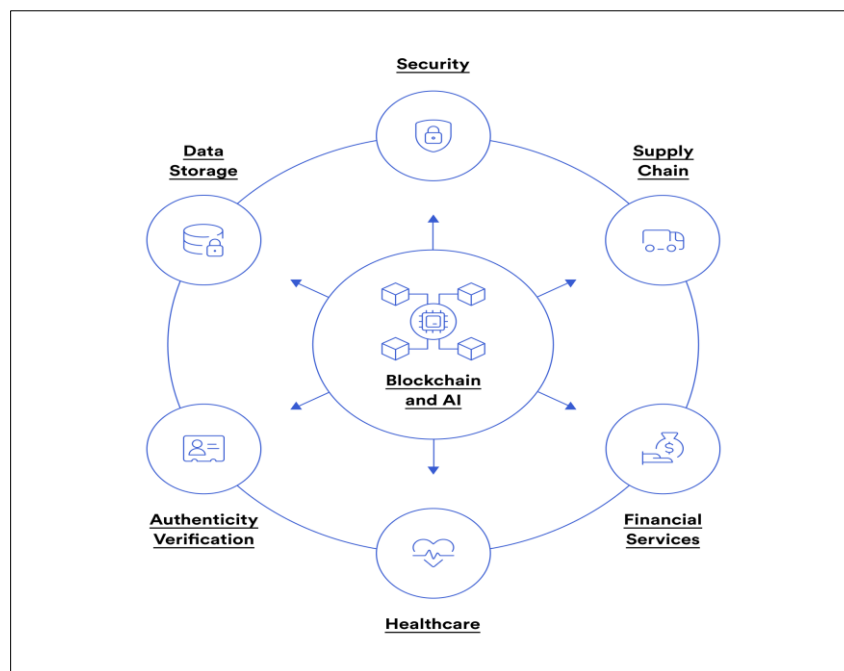 Security
Data
Storage
Supply
Chain
Blockchain
and AI
Authenticity
Verification
$
Financial
Services
Healthcare